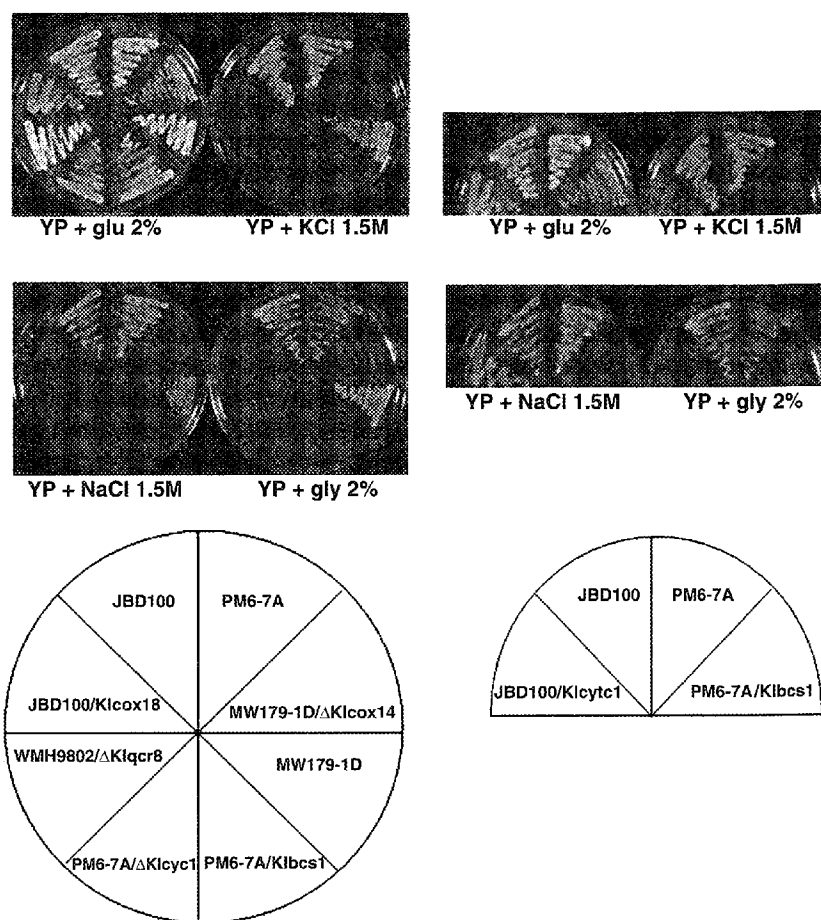 YP + glu 2%
YP + KCl 1.5M
YP + glu 2%
YP + KCl 1.5M
YP + NaCl 1.5M
YP + gly 2%
YP + NaCl 1.5M
YP + gly 2%
JBD100
PM6-7A
JBD100/Klcox18
MW179-1D/ΔKlcox14
WMH9802/ΔKlqcr8
MW179-1D
PM6-7A/ΔKlcyc1
PM6-7A/Klbcs1
JBD100
PM6-7A
JBD100/Klcytc1
PM6-7A/Klbcs1